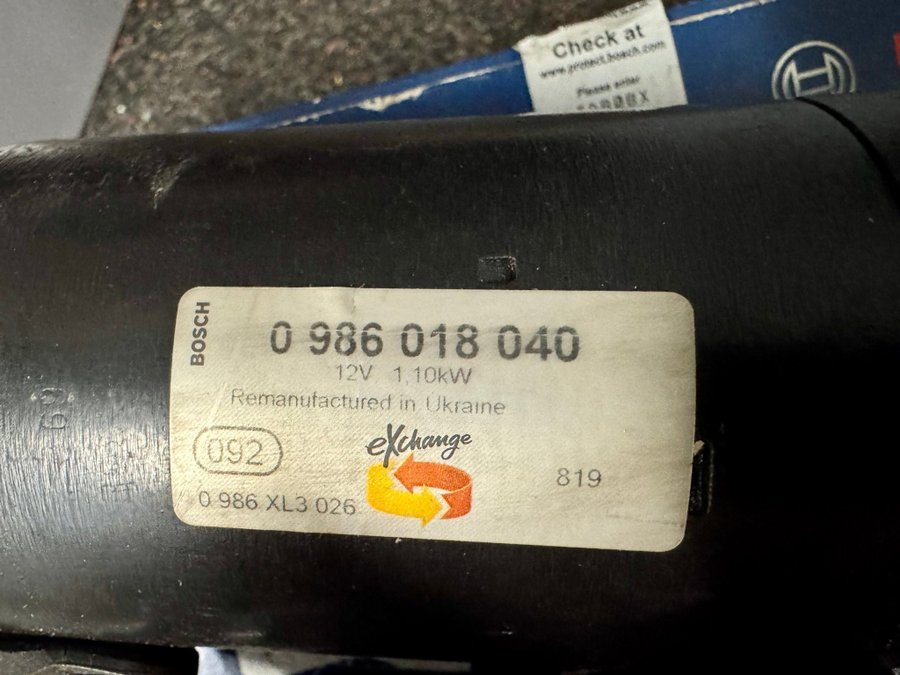 Check at
www.protect.bosch.com
Please enter
BOSCH
0 986 018 040
12V 1,10kW
Remanufactured in Ukraine
092
eXchange
819
0 986 XL3 026